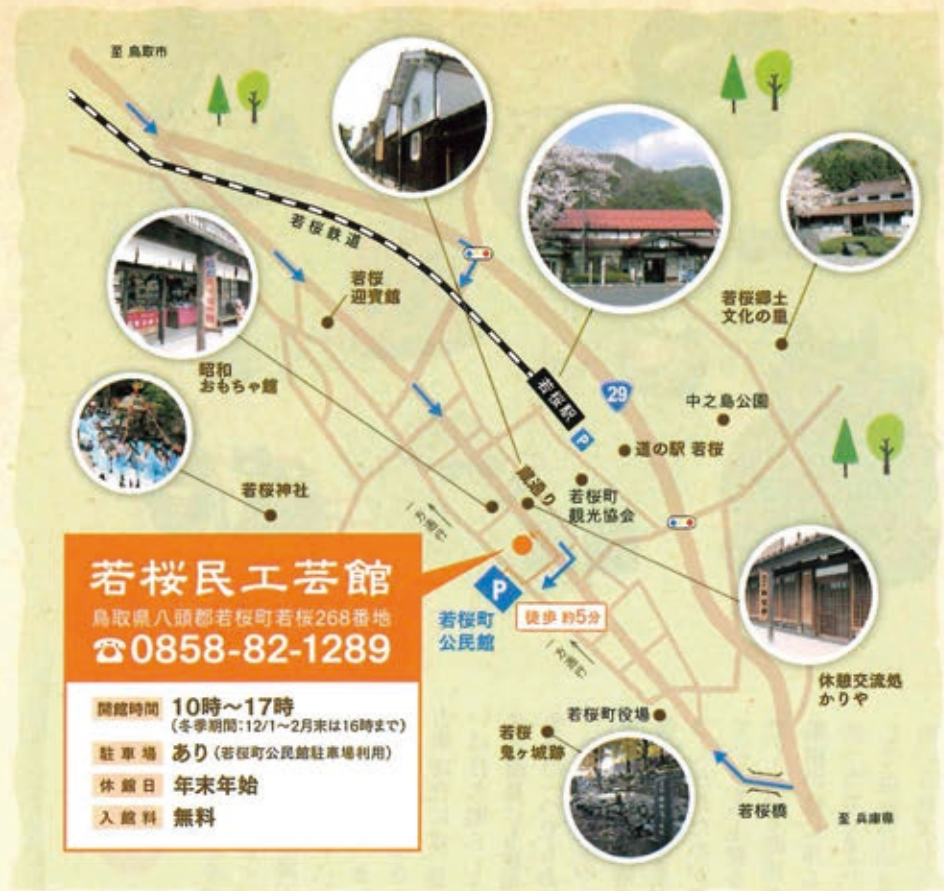 至 鳥取市
若桜鉄道
若桜
迎賓館
昭和
おもちゃ館
若桜郷土
文化の里
29
若桜駅
P
中之島公園
道の駅 若桜
若桜神社
蔵通り
若桜町
観光協会
一方通行
若桜民工芸館
鳥取県八頭郡若桜町若桜268番地
☎0858-82-1289
P
若桜町
公民館
徒歩 約5分
一方通行
休憩交流処
かりや
開館時間 10時～17時
(冬季期間:12/1～2月末は16時まで)
駐車場 あり(若桜町公民館駐車場利用)
休館日 年末年始
入館料 無料
若桜町役場
若桜
鬼ヶ城跡
若桜橋
至 兵庫県